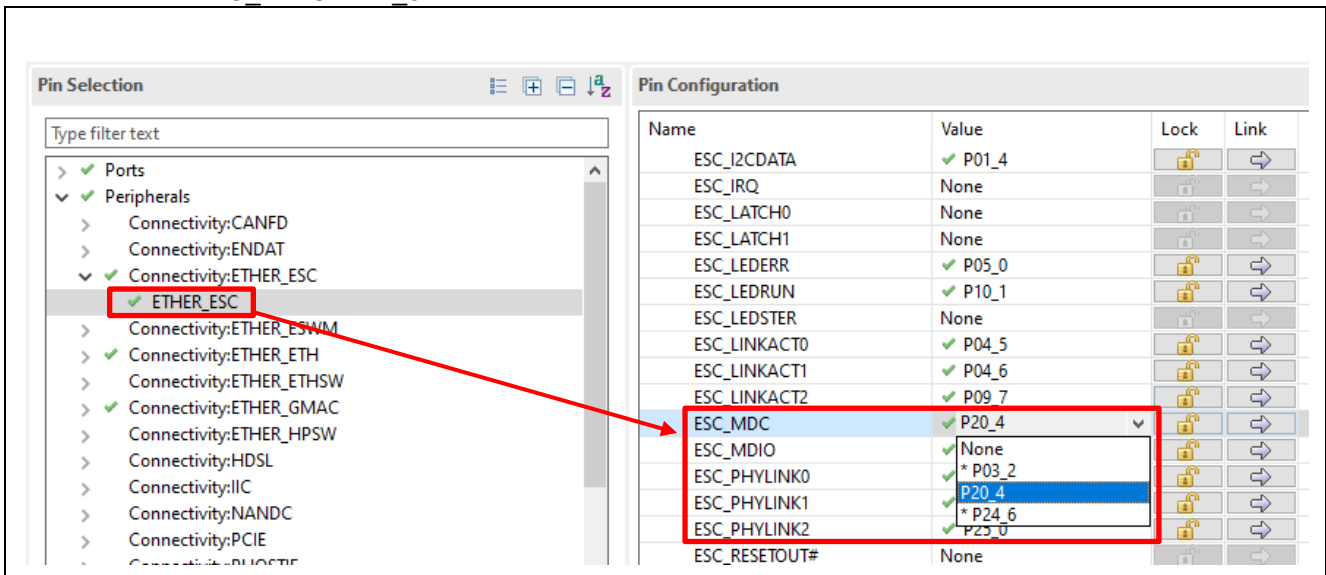 Pin Selection
Type filter text
Ports
Peripherals
Connectivity:CANFD
Connectivity:ENDAT
Connectivity:ETHER_ESC
ETHER_ESC
Connectivity:ETHER_ESWM
Connectivity:ETHER_ETH
Connectivity:ETHER_ETHSW
Connectivity:ETHER_GMAC
Connectivity:ETHER_HPSW
Connectivity:HDSL
Connectivity:IIC
Connectivity:NANDC
Connectivity:PCIE
Pin Configuration
Name Value Lock Link
ESC_I2CDATA P01_4
ESC_IRQ None
ESC_LATCH0 None
ESC_LATCH1 None
ESC_LEDERR P05_0
ESC_LEDRUN P10_1
ESC_LEDSTER None
ESC_LINKACT0 P04_5
ESC_LINKACT1 P04_6
ESC_LINKACT2 P09_7
ESC_MDC P20_4
ESC_MDIO None
ESC_PHYLINK0 * P03_2
ESC_PHYLINK1 P20_4
* P24_6
ESC_PHYLINK2 P25_0
ESC_RESETOUT# None